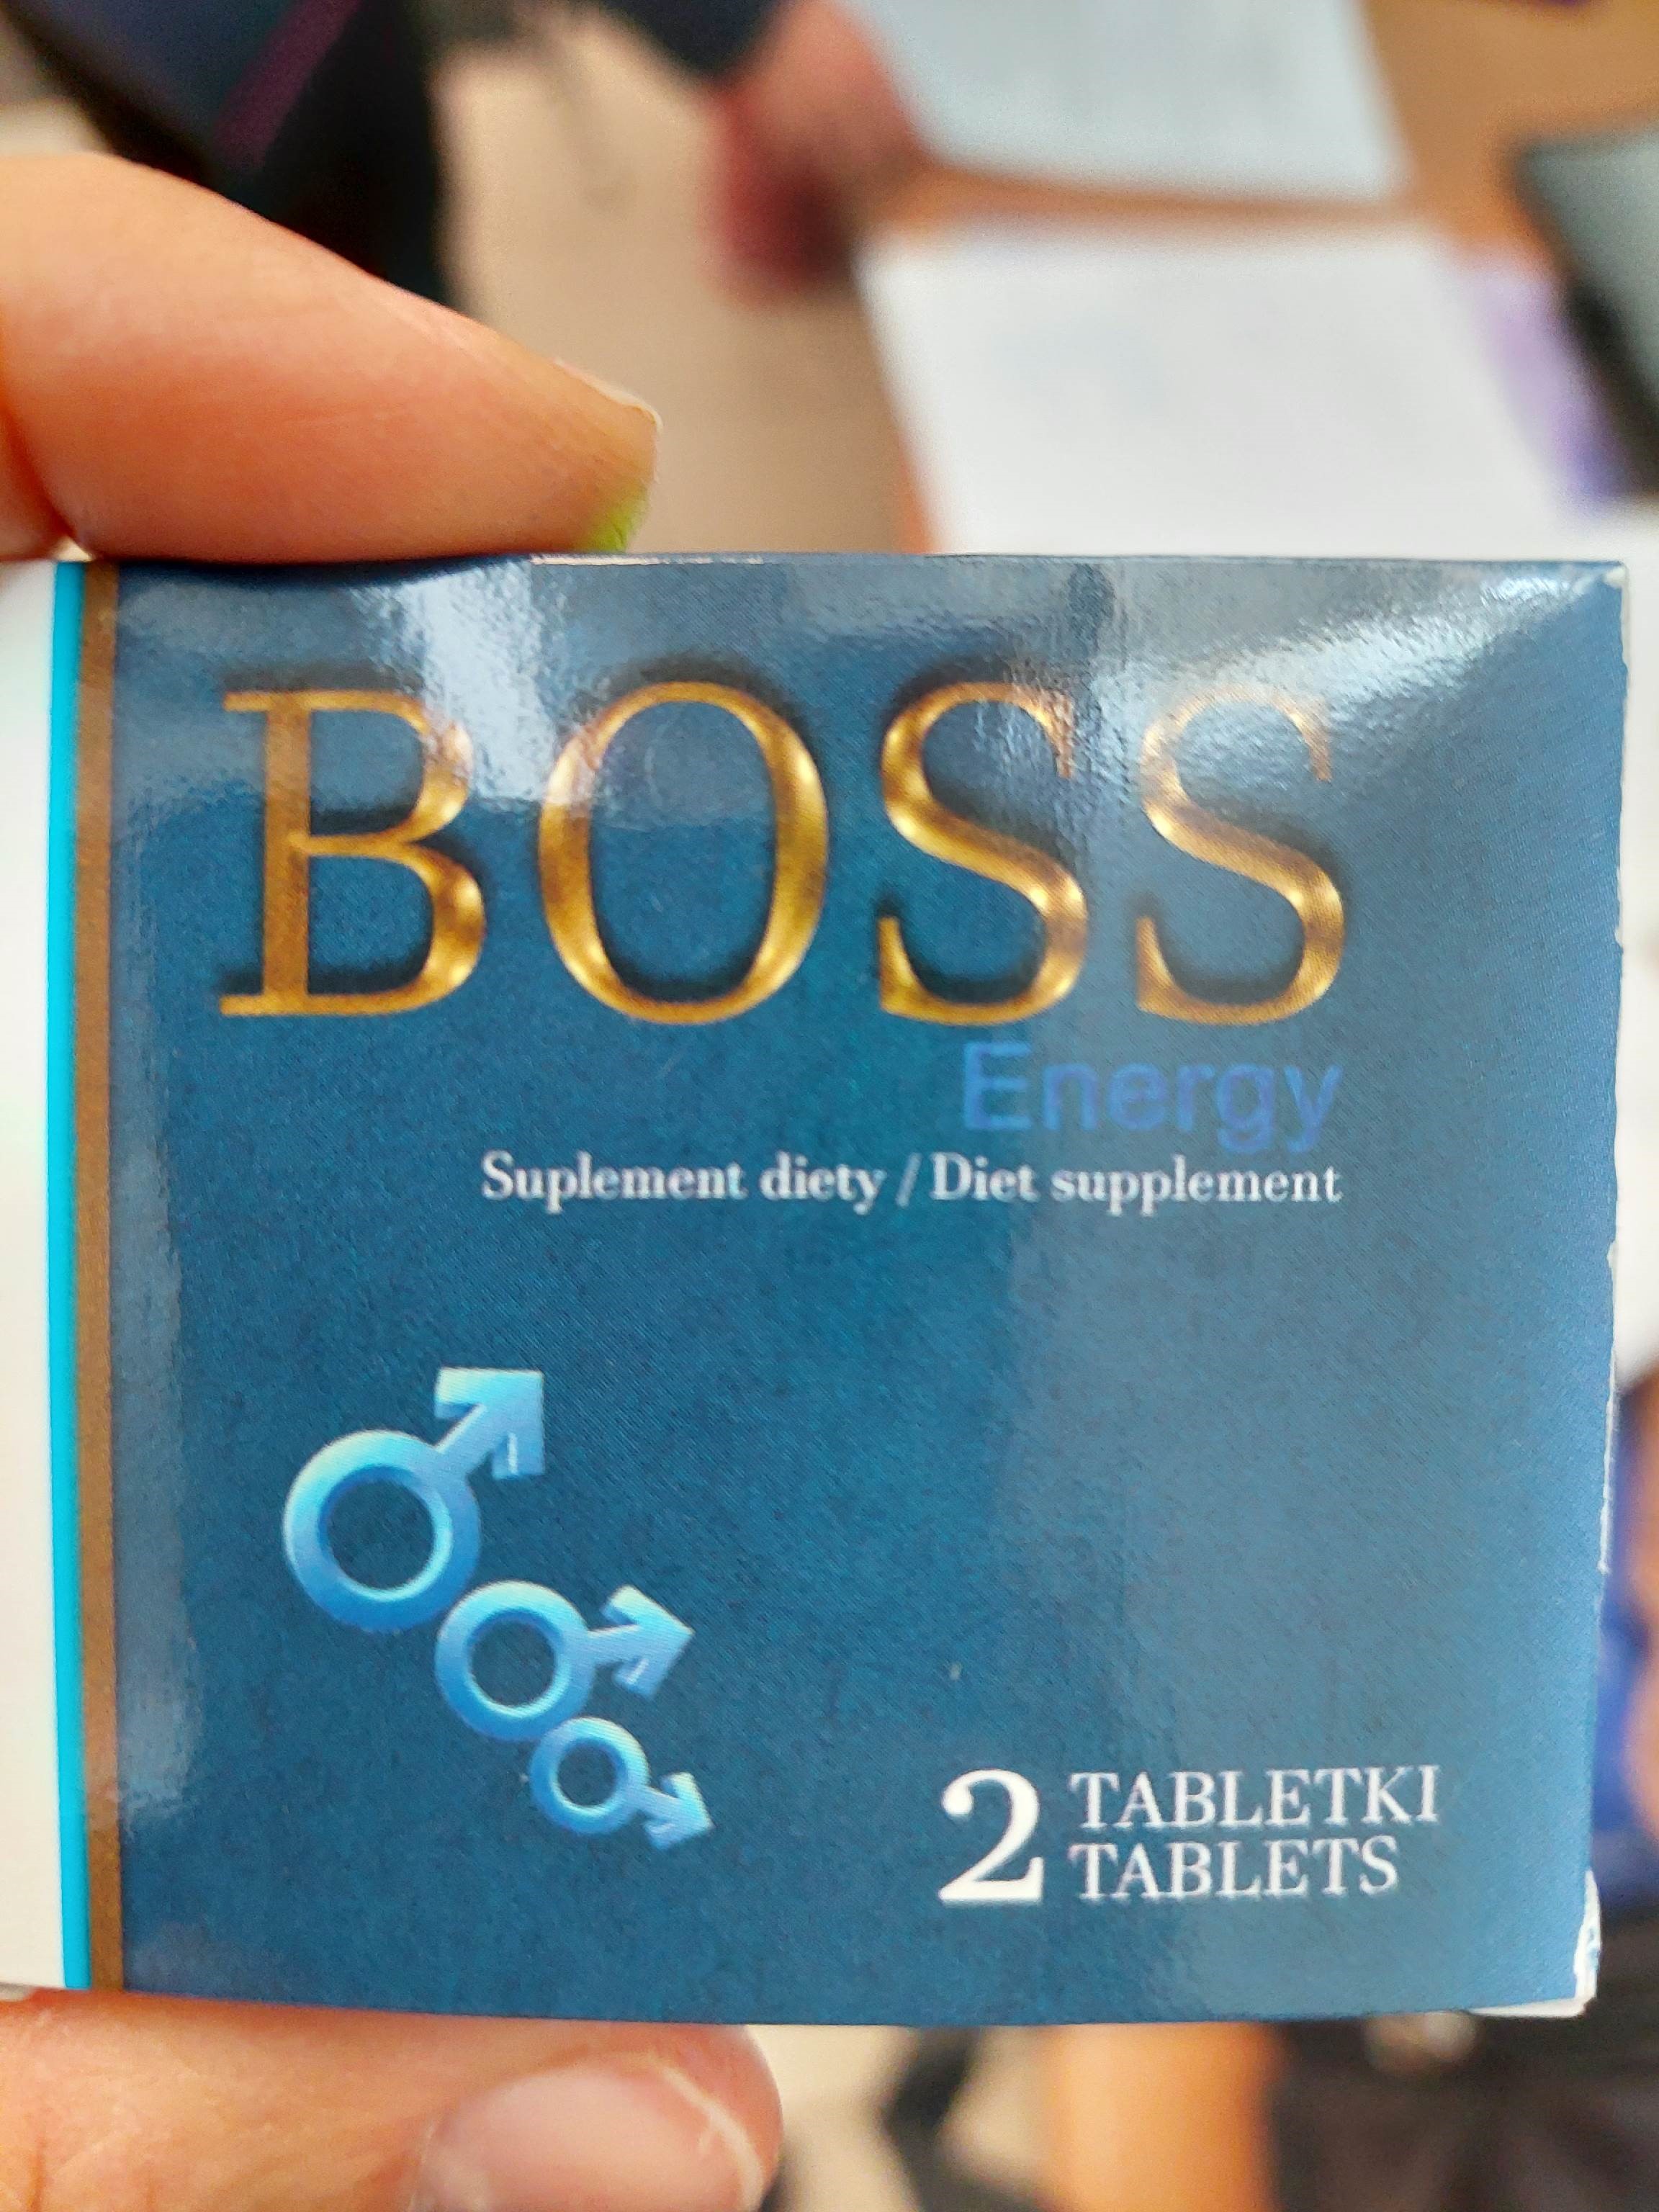 BOSS
Energy
Suplement diety / Diet supplement
2 TABLETKI
TABLETS